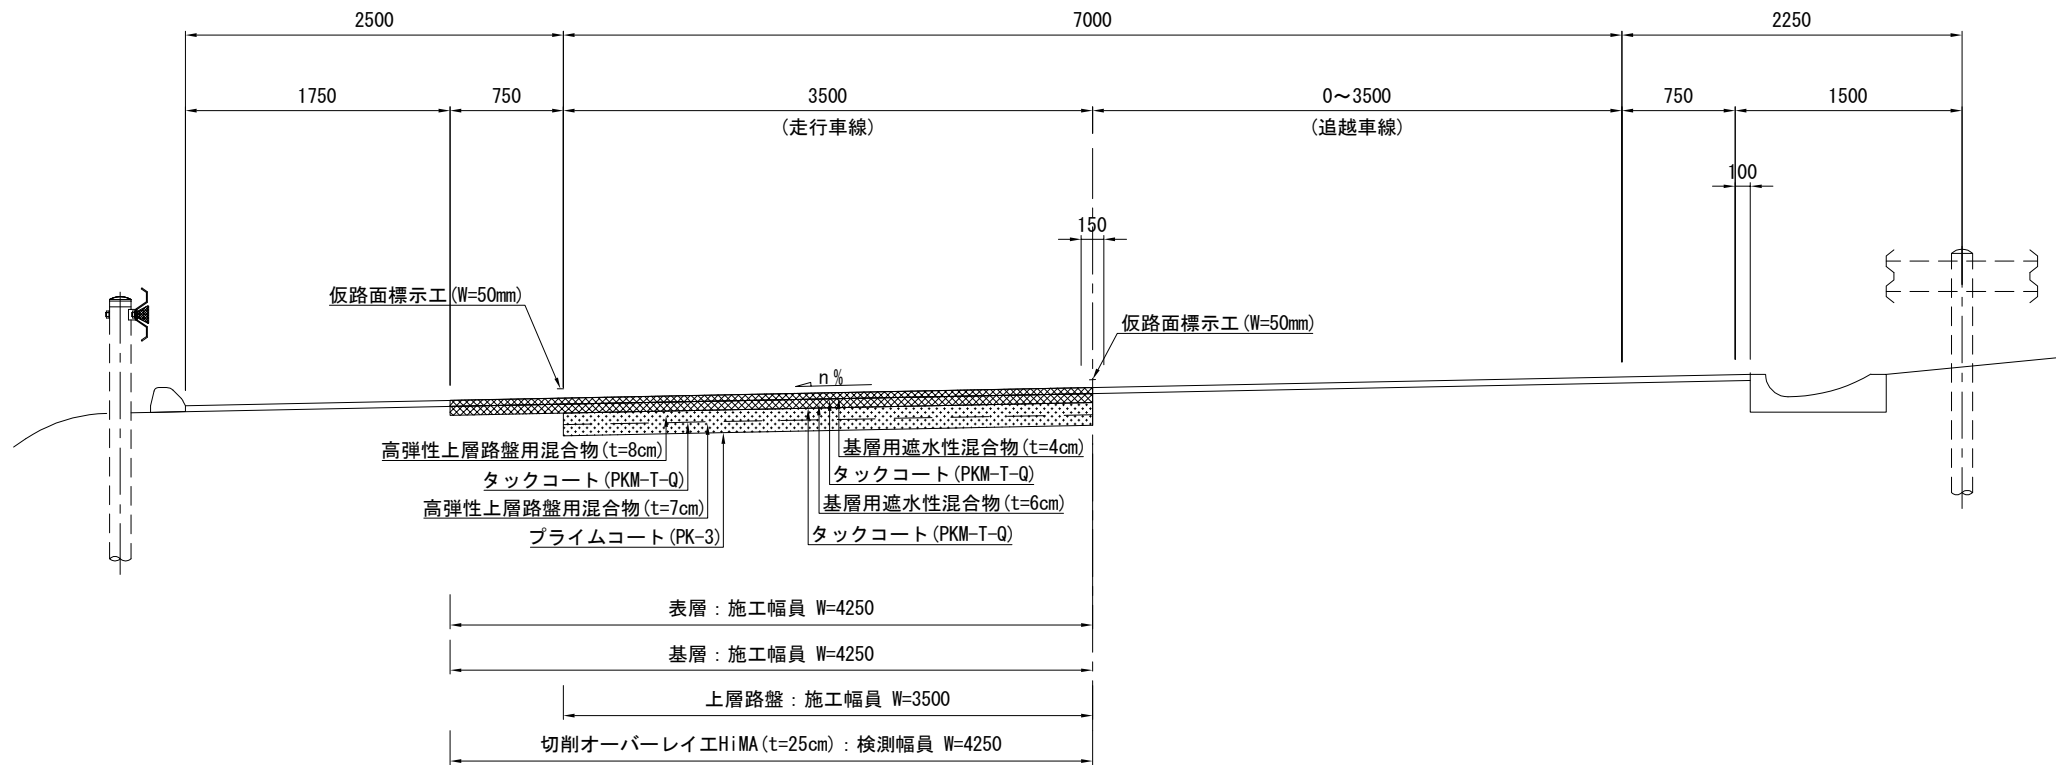 2500
7000
2250
1750
750
3500
0～3500
750
1500
(走行車線)
(追越車線)
100
150
仮路面標示工(W=50mm)
仮路面標示工(W=50mm)
n%
高弾性上層路盤用混合物(t=8cm)
基層用遮水性混合物(t=4cm)
タックコート(PKM-T-Q)
タックコート(PKM-T-Q)
高弾性上層路盤用混合物(t=7cm)
基層用遮水性混合物(t=6cm)
プライムコート(PK-3)
タックコート(PKM-T-Q)
表層：施工幅員 W=4250
基層：施工幅員 W=4250
上層路盤：施工幅員 W=3500
切削オーバーレイ工HiMA(t=25cm)：検測幅員 W=4250